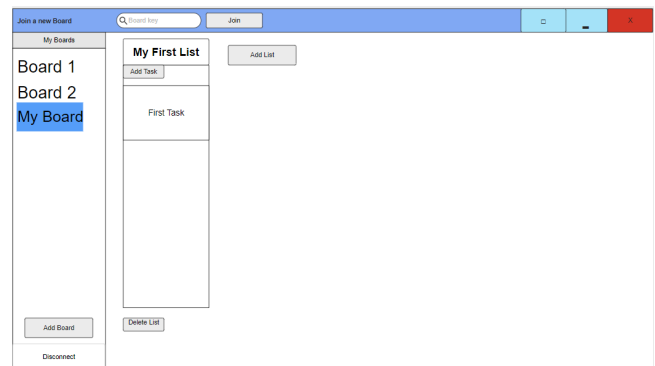 Join a new Board
Board key
Join
X
My Boards
Board 1
Board 2
My Board
Add Board
Disconnect
My First List
Add Task
First Task
Delete List
Add List